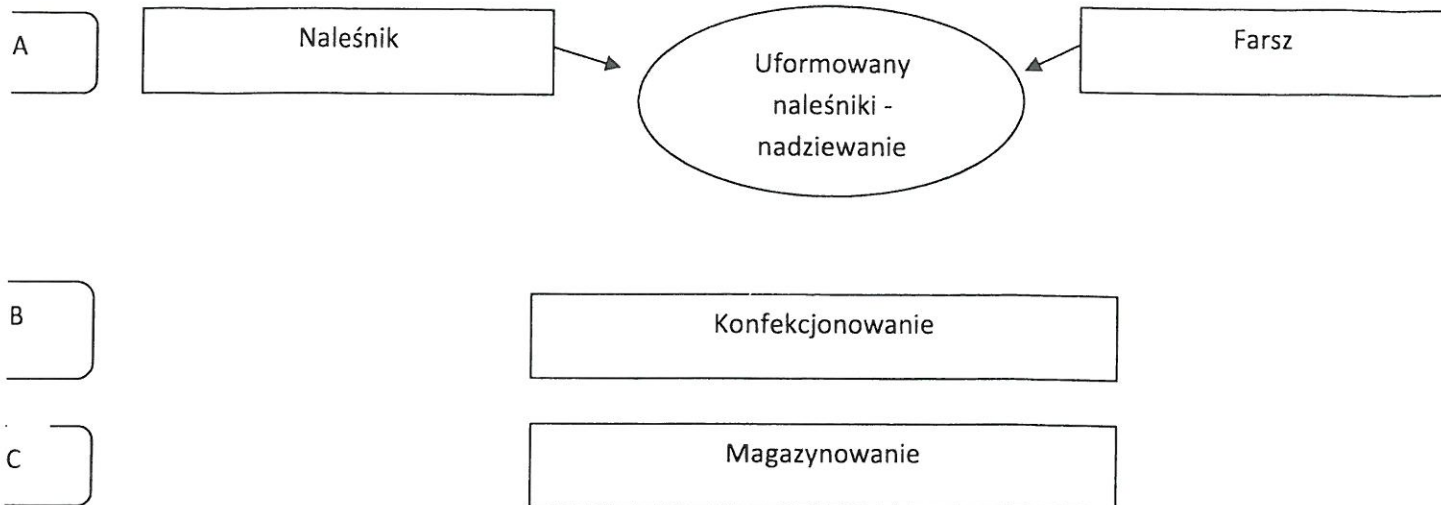 A
Naleśnik
Uformowany
naleśniki -
nadziewanie
Farsz
B
Konfekcjonowanie
C
Magazynowanie